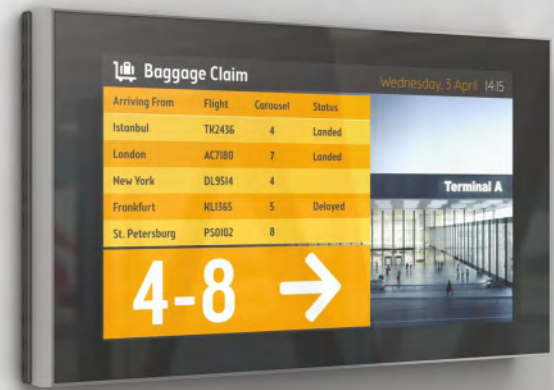 Baggage Claim
Wednesday, 3 April 14:15
Arriving From Flight Carousel Status
Istanbul TK2436 4 Landed
London AC7180 7 Landed
New York DL9514 4
Frankfurt KL1365 5 Delayed
St. Petersburg PS0102 8
Terminal A
4-8 →